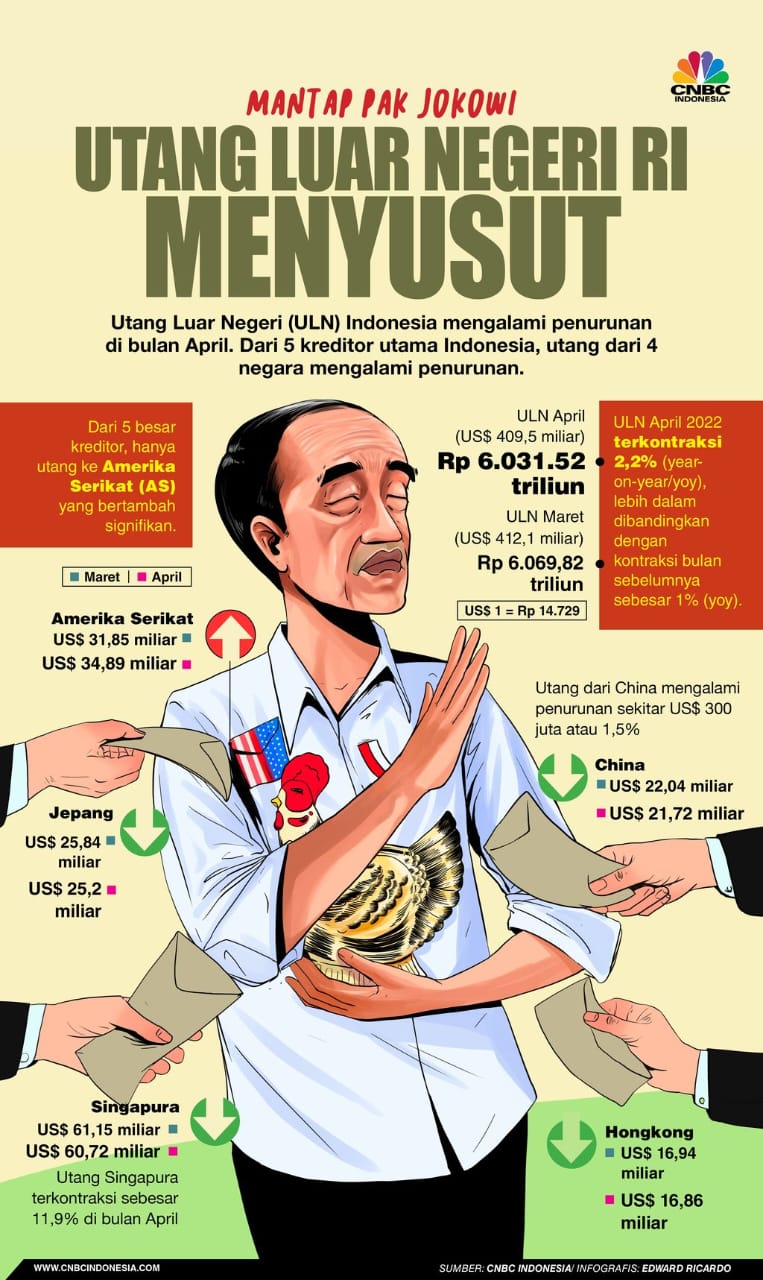 CNBC
INDONESIA
MANTAP PAK JOKOWI
UTANG LUAR NEGERI RI
MENYUSUT
Utang Luar Negeri (ULN) Indonesia mengalami penurunan
di bulan April. Dari 5 kreditor utama Indonesia, utang dari 4
negara mengalami penurunan.
Dari 5 besar
kreditor, hanya
utang ke Amerika
Serikat (AS)
yang bertambah
signifikan.
ULN April
(US$ 409,5 miliar)
Rp 6.031.52
triliun
ULN Maret
(US$ 412,1 miliar)
Rp 6.069,82
triliun
US$ 1 = Rp 14.729
ULN April 2022
terkontraksi
2,2% (year-
on-year/yoy),
lebih dalam
dibandingkan
dengan
kontraksi bulan
sebelumnya
sebesar 1% (yoy).
Maret | April
Amerika Serikat
US$ 31,85 miliar
US$ 34,89 miliar
Utang dari China mengalami
penurunan sekitar US$ 300
juta atau 1,5%
China
US$ 22,04 miliar
US$ 21,72 miliar
Jepang
US$ 25,84
miliar
US$ 25,2
miliar
Singapura
US$ 61,15 miliar
US$ 60,72 miliar
Utang Singapura
terkontraksi sebesar
11,9% di bulan April
Hongkong
US$ 16,94
miliar
US$ 16,86
miliar
WWW.CNBCINDONESIA.COM
SUMBER: CNBC INDONESIA/ INFOGRAFIS: EDWARD RICARDO